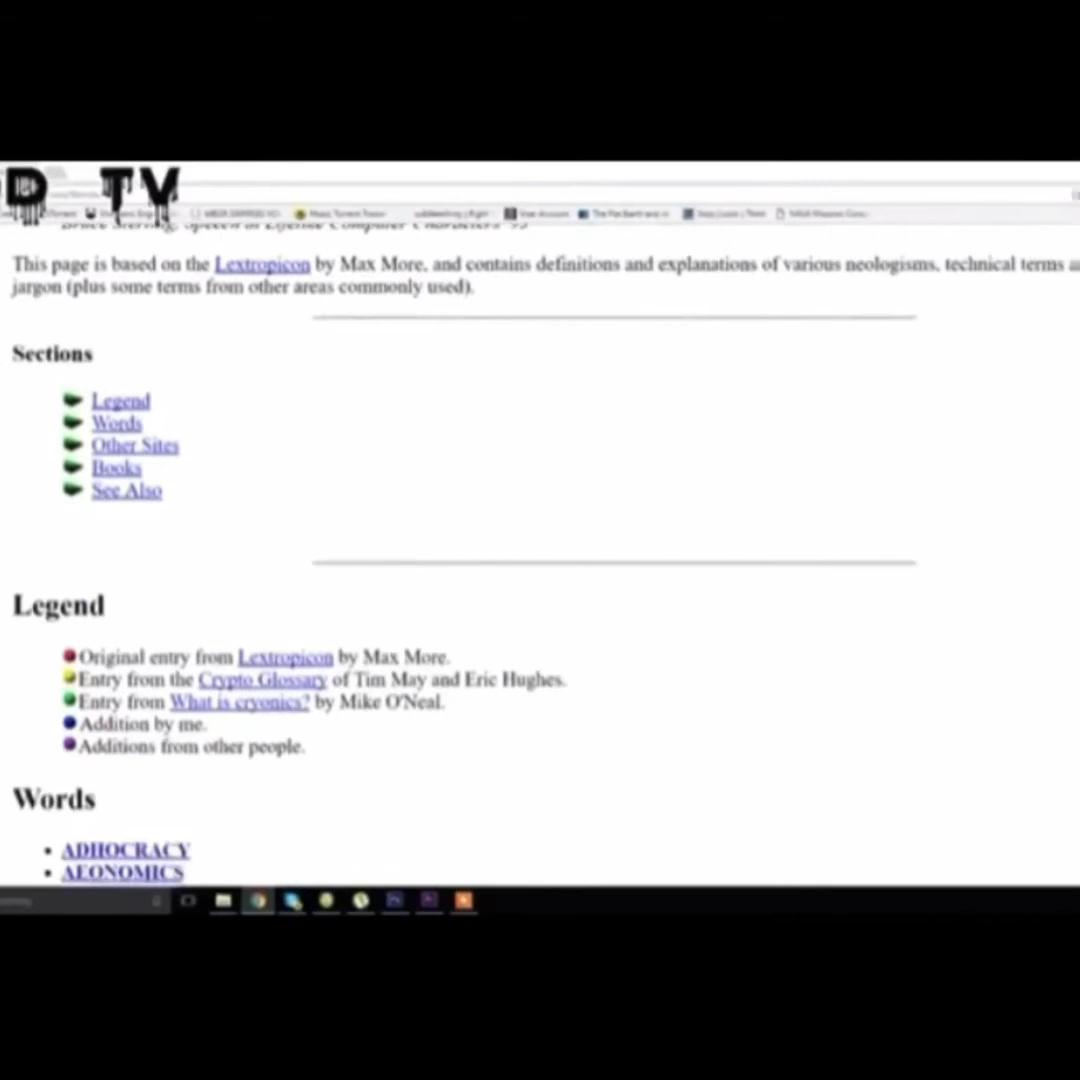 D TV
This page is based on the Lextropicon by Max More, and contains definitions and explanations of various neologisms, technical terms
jargon (plus some terms from other areas commonly used).
Sections
Legend
Words
Other Sites
Books
See Also
Legend
Original entry from Lextropicon by Max More.
Entry from the Crypto Glossary of Tim May and Eric Hughes.
Entry from What is cryonics? by Mike O'Neal.
Addition by me.
Additions from other people.
Words
• ADHOCRACY
• AEONOMICS